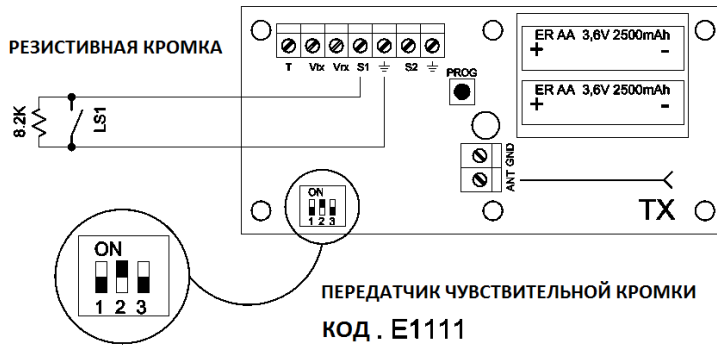 РЕЗИСТИВНАЯ КРОМКА
8.2K
LS1
T Vtx Vrx S1 S2
PROG
ER AA 3,6V 2500mAh
+ -
ER AA 3,6V 2500mAh
+ -
GND
ANT
TX
ON
1 2 3
ON
1 2 3
ПЕРЕДАТЧИК ЧУВСТВИТЕЛЬНОЙ КРОМКИ
КОД . E1111